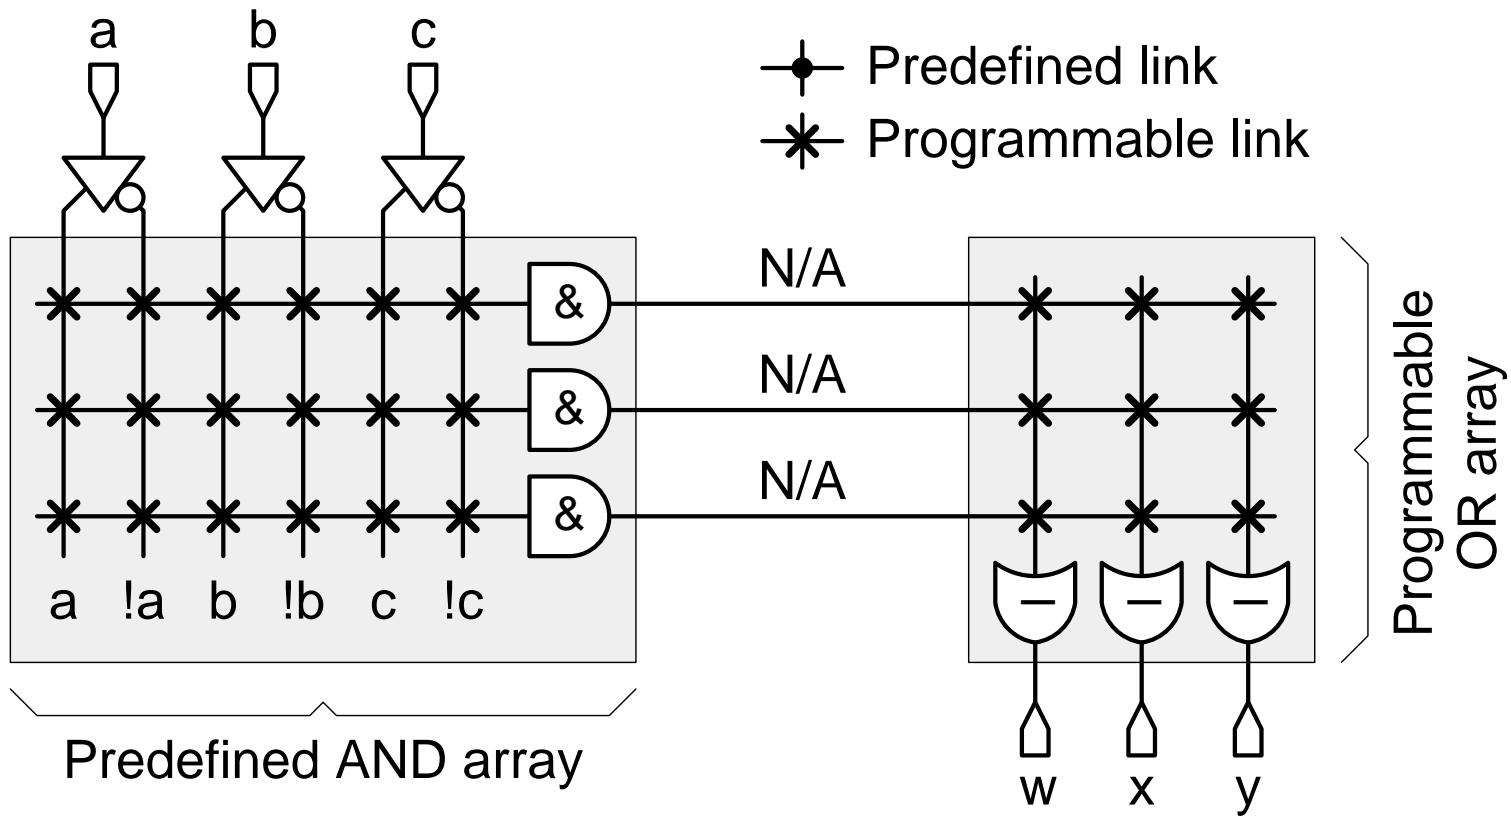 a b c
Predefined link
Programmable link
N/A
&
N/A
&
N/A
&
a !a b !b c !c
Predefined AND array
Programmable
OR array
w x y